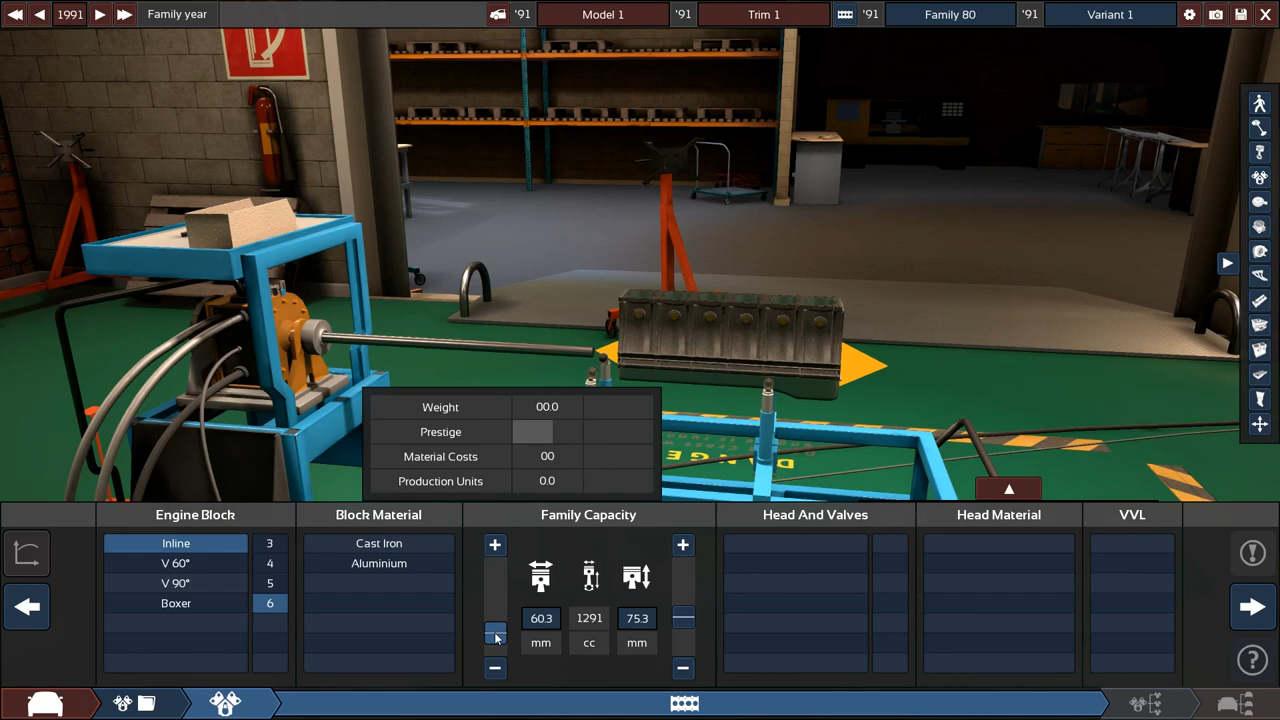 1991 Family year '91 Model 1 '91 Trim 1 '91 Family 80 '91 Variant 1
DANGER
Weight 00.0
Prestige
Material Costs 00
Production Units 0.0
Engine Block Block Material Family Capacity Head And Valves Head Material VVL
Inline 3 Cast Iron
V 60° 4 Aluminium
V 90° 5
Boxer 6
60.3 1291 75.3
mm cc mm